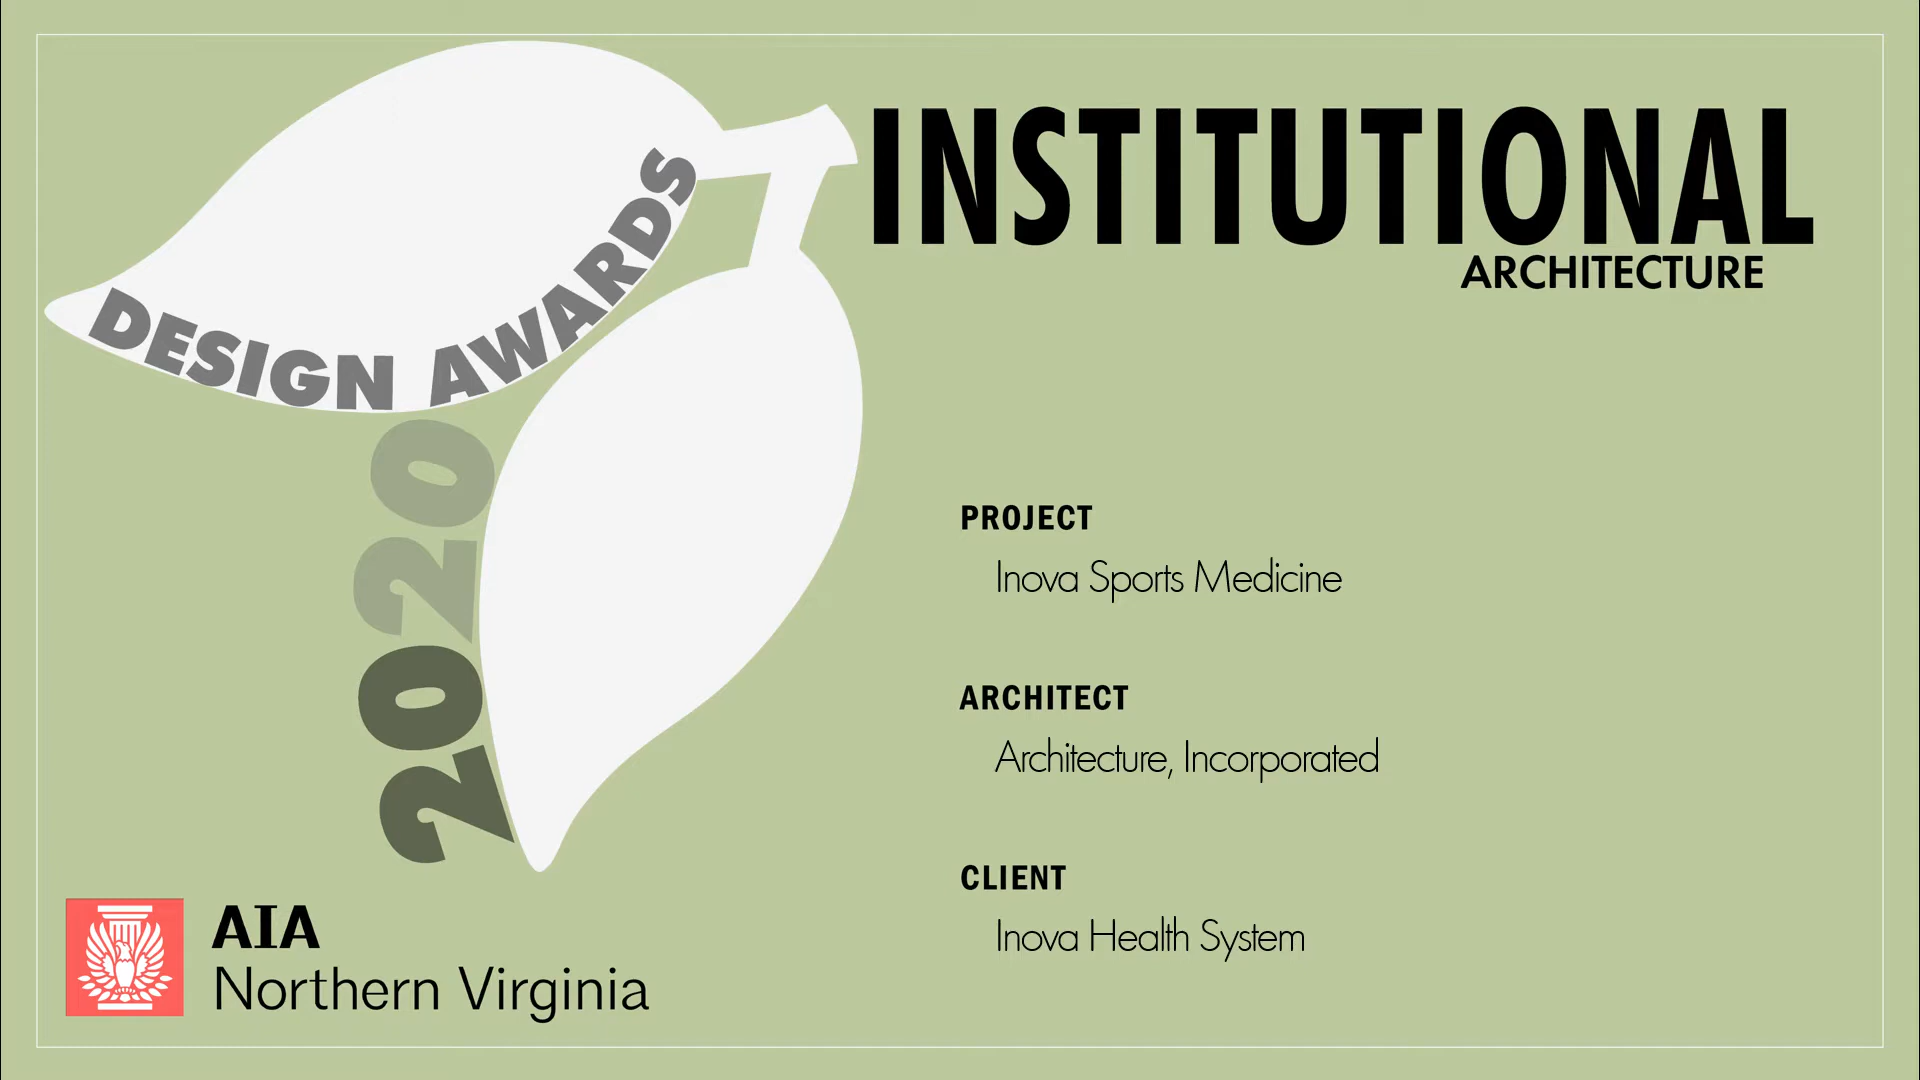 DESIGN AWARDS
2020
INSTITUTIONAL
ARCHITECTURE
PROJECT
Inova Sports Medicine
ARCHITECT
Architecture, Incorporated
CLIENT
Inova Health System
AIA
Northern Virginia